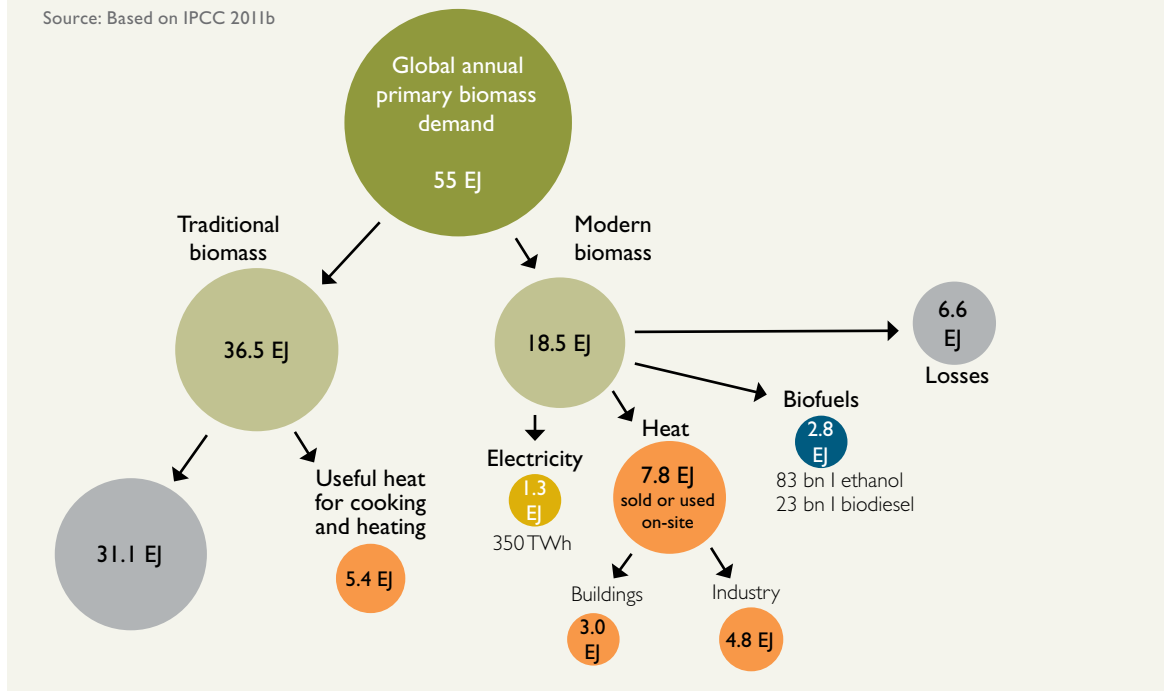 Source: Based on IPCC 2011b
Global annual
primary biomass
demand
55 EJ
Traditional
biomass
Modern
biomass
36.5 EJ
18.5 EJ
6.6
EJ
Losses
Biofuels
2.8
EJ
83 bn l ethanol
23 bn l biodiesel
Heat
7.8 EJ
sold or used
on-site
Electricity
1.3
EJ
350 TWh
Useful heat
for cooking
and heating
5.4 EJ
31.1 EJ
Buildings
3.0
EJ
Industry
4.8 EJ